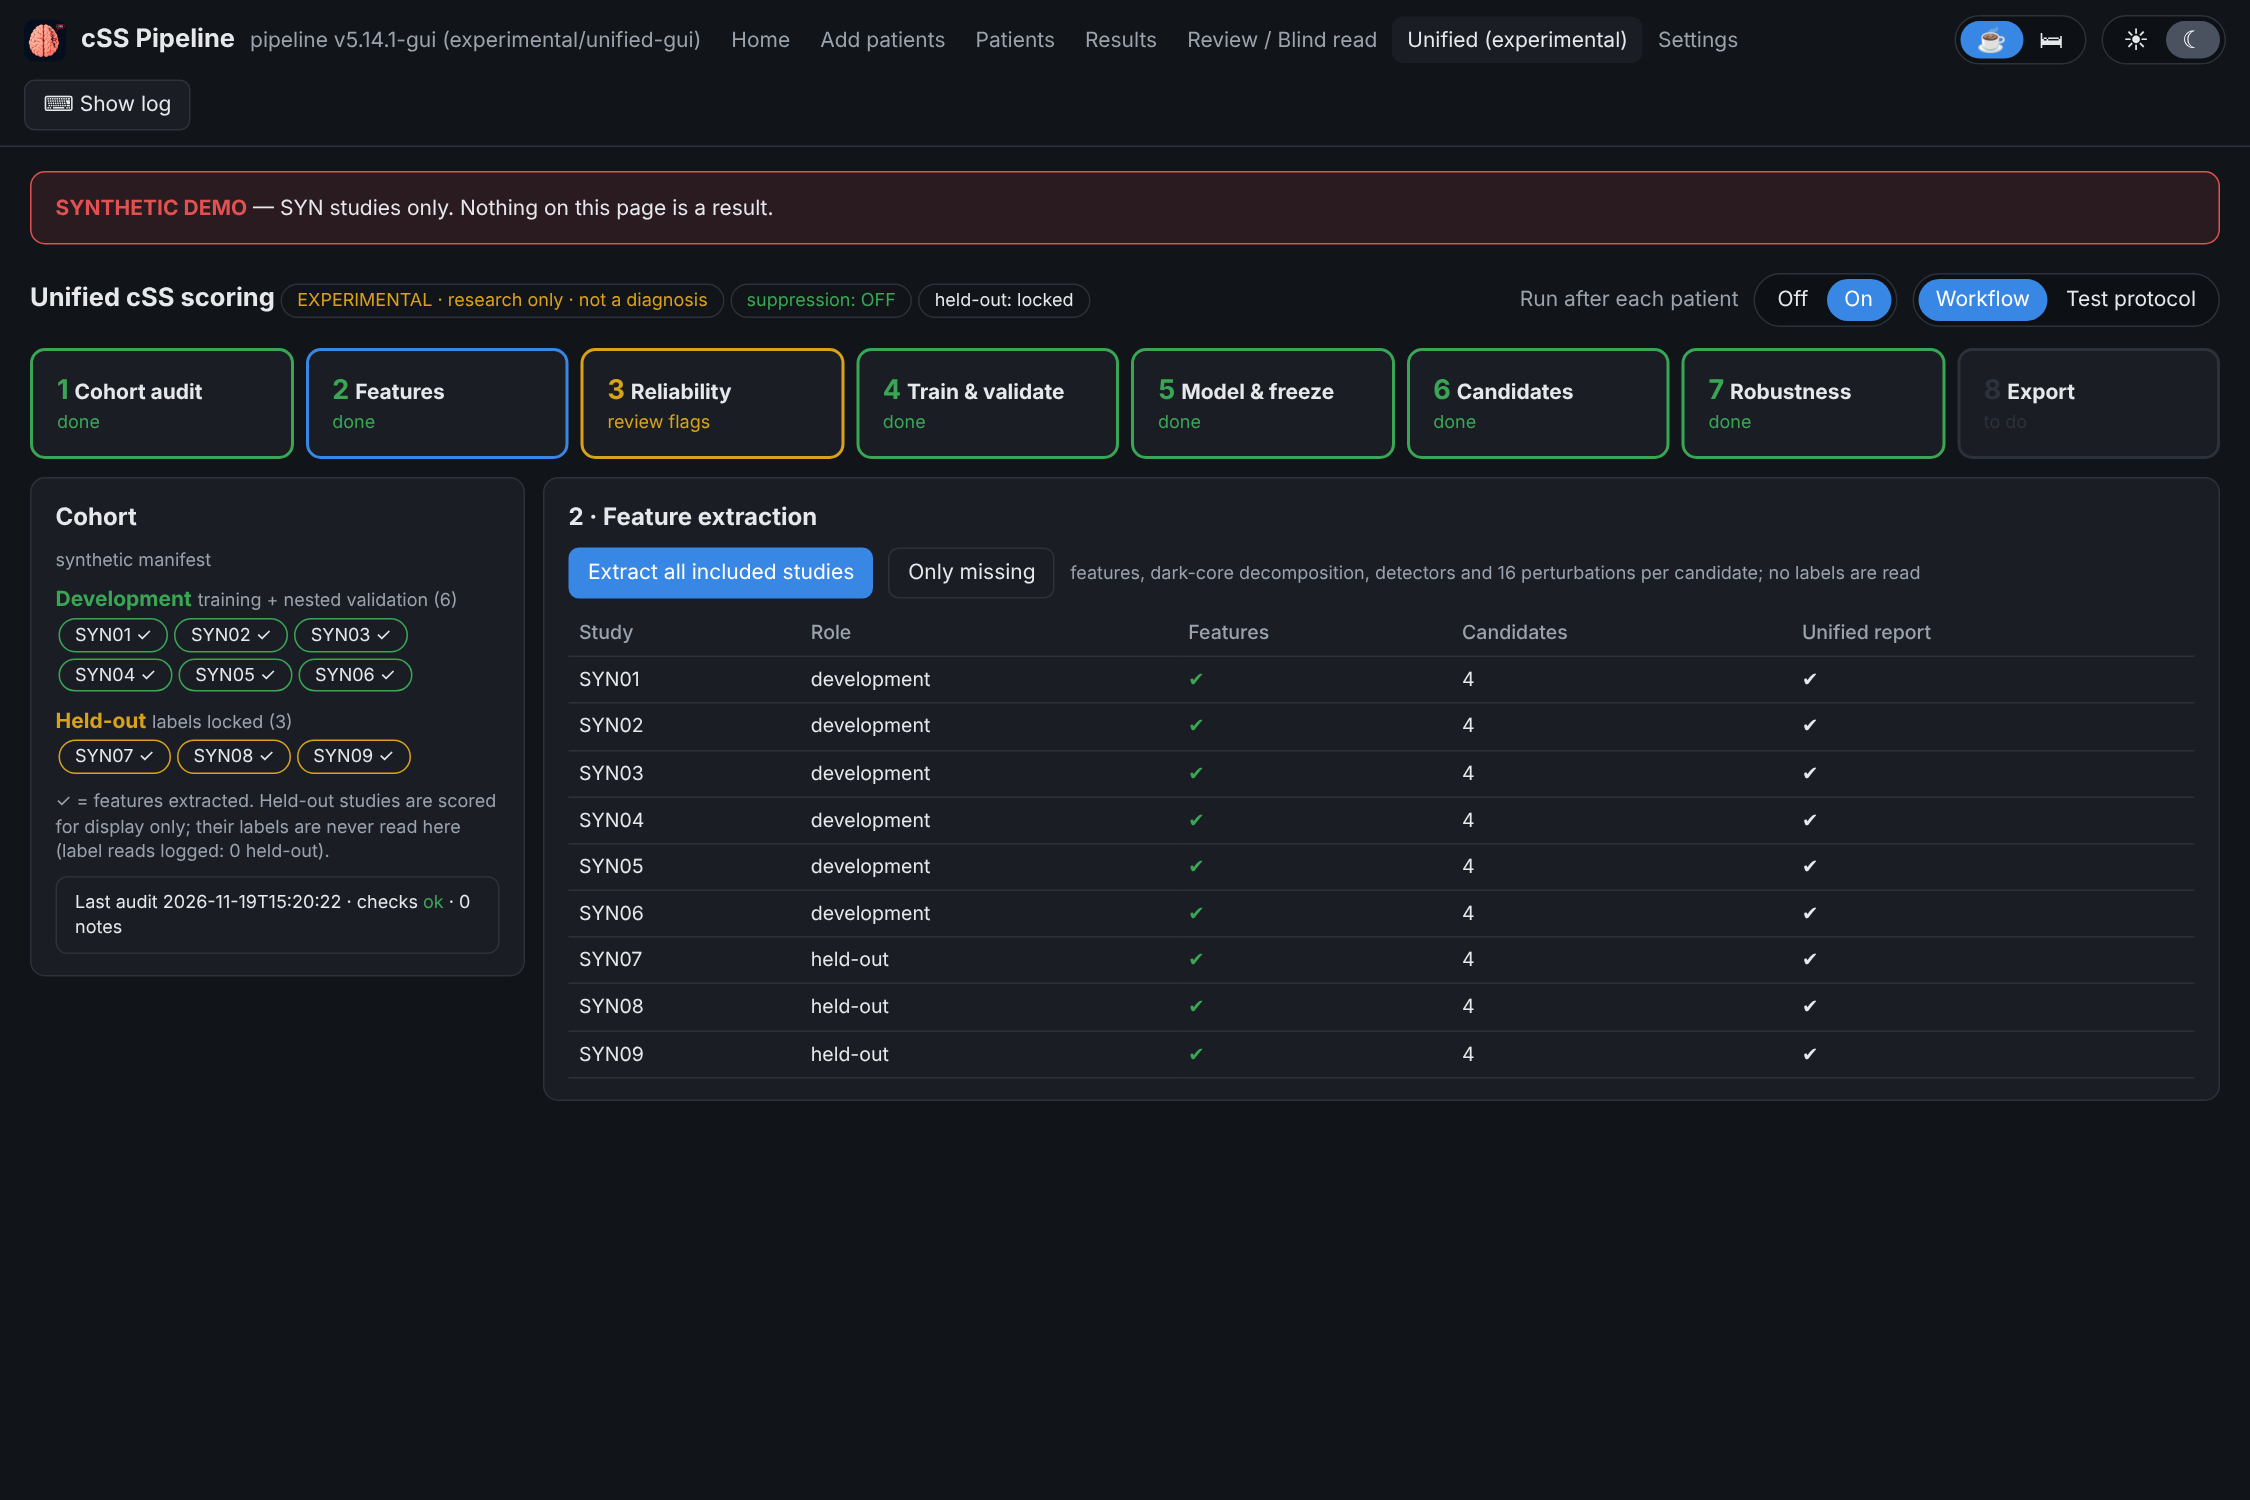 cSS Pipeline pipeline v5.14.1-gui (experimental/unified-gui) Home Add patients Patients Results Review / Blind read Unified (experimental) Settings
Show log
SYNTHETIC DEMO — SYN studies only. Nothing on this page is a result.
Unified cSS scoring EXPERIMENTAL · research only · not a diagnosis suppression: OFF held-out: locked Run after each patient Off On Workflow Test protocol
1 Cohort audit 2 Features 3 Reliability 4 Train & validate 5 Model & freeze 6 Candidates 7 Robustness 8 Export
done done review flags done done done done to do
Cohort
synthetic manifest
Development training + nested validation (6)
SYN01 ✓ SYN02 ✓ SYN03 ✓
SYN04 ✓ SYN05 ✓ SYN06 ✓
Held-out labels locked (3)
SYN07 ✓ SYN08 ✓ SYN09 ✓
✓ = features extracted. Held-out studies are scored
for display only; their labels are never read here
(label reads logged: 0 held-out).
Last audit 2026-11-19T15:20:22 · checks ok · 0
notes
2 · Feature extraction
Extract all included studies Only missing features, dark-core decomposition, detectors and 16 perturbations per candidate; no labels are read
Study Role Features Candidates Unified report
SYN01 development ✔ 4 ✔
SYN02 development ✔ 4 ✔
SYN03 development ✔ 4 ✔
SYN04 development ✔ 4 ✔
SYN05 development ✔ 4 ✔
SYN06 development ✔ 4 ✔
SYN07 held-out ✔ 4 ✔
SYN08 held-out ✔ 4 ✔
SYN09 held-out ✔ 4 ✔